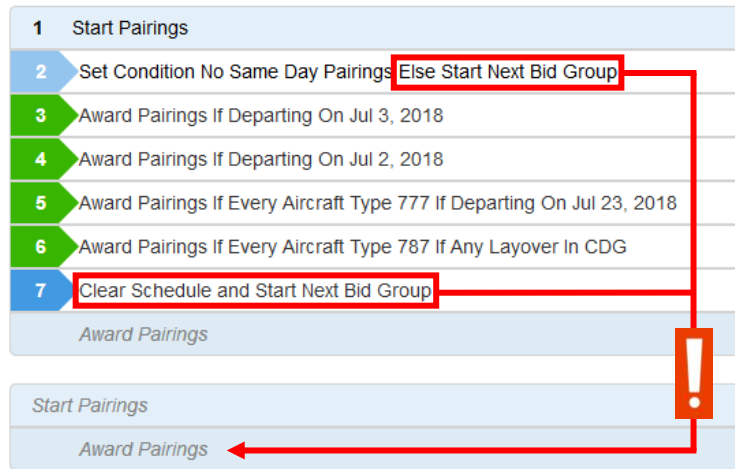 1 Start Pairings
2 Set Condition No Same Day Pairings Else Start Next Bid Group
3 Award Pairings If Departing On Jul 3, 2018
4 Award Pairings If Departing On Jul 2, 2018
5 Award Pairings If Every Aircraft Type 777 If Departing On Jul 23, 2018
6 Award Pairings If Every Aircraft Type 787 If Any Layover In CDG
7 Clear Schedule and Start Next Bid Group
Award Pairings
Start Pairings
Award Pairings
!